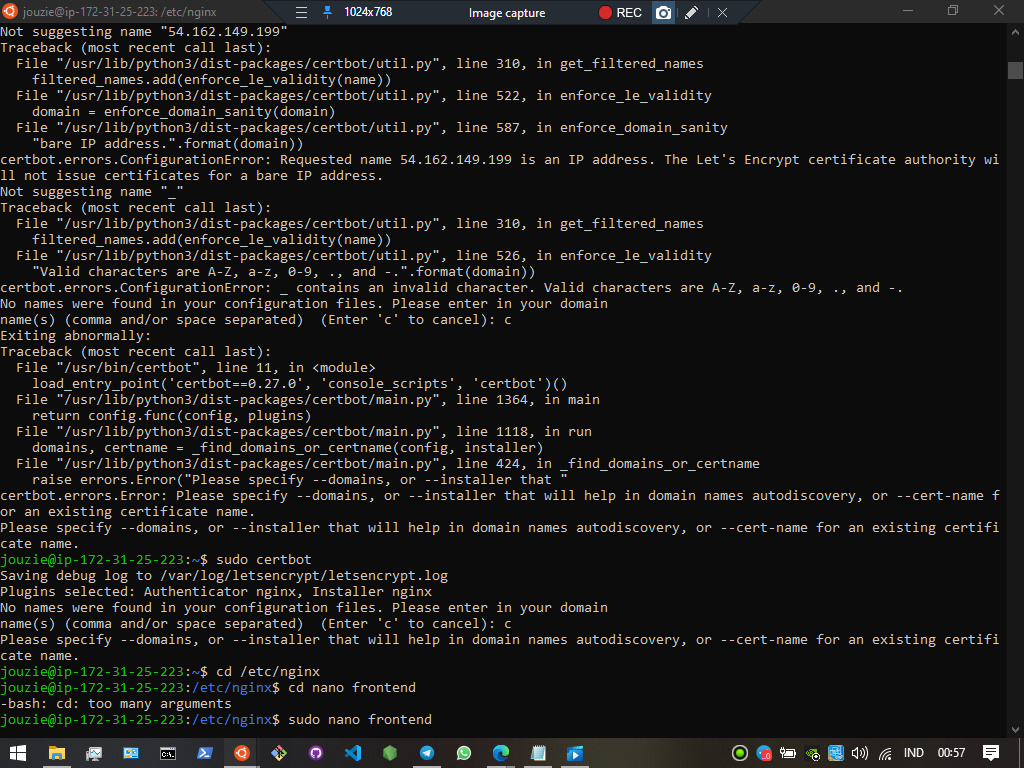 jouzie@ip-172-31-25-223: /etc/nginx
1024x768
Image capture
REC
Not suggesting name "54.162.149.199"
Traceback (most recent call last):
  File "/usr/lib/python3/dist-packages/certbot/util.py", line 310, in get_filtered_names
    filtered_names.add(enforce_le_validity(name))
  File "/usr/lib/python3/dist-packages/certbot/util.py", line 522, in enforce_le_validity
    domain = enforce_domain_sanity(domain)
  File "/usr/lib/python3/dist-packages/certbot/util.py", line 587, in enforce_domain_sanity
    "bare IP address.".format(domain))
certbot.errors.ConfigurationError: Requested name 54.162.149.199 is an IP address. The Let's Encrypt certificate authority wi
ll not issue certificates for a bare IP address.
Not suggesting name "_"
Traceback (most recent call last):
  File "/usr/lib/python3/dist-packages/certbot/util.py", line 310, in get_filtered_names
    filtered_names.add(enforce_le_validity(name))
  File "/usr/lib/python3/dist-packages/certbot/util.py", line 526, in enforce_le_validity
    "Valid characters are A-Z, a-z, 0-9, ., and -.".format(domain))
certbot.errors.ConfigurationError: _ contains an invalid character. Valid characters are A-Z, a-z, 0-9, ., and -.
No names were found in your configuration files. Please enter in your domain
name(s) (comma and/or space separated)  (Enter 'c' to cancel): c
Exiting abnormally:
Traceback (most recent call last):
  File "/usr/bin/certbot", line 11, in <module>
    load_entry_point('certbot==0.27.0', 'console_scripts', 'certbot')()
  File "/usr/lib/python3/dist-packages/certbot/main.py", line 1364, in main
    return config.func(config, plugins)
  File "/usr/lib/python3/dist-packages/certbot/main.py", line 1118, in run
    domains, certname = _find_domains_or_certname(config, installer)
  File "/usr/lib/python3/dist-packages/certbot/main.py", line 424, in _find_domains_or_certname
    raise errors.Error("Please specify --domains, or --installer that "
certbot.errors.Error: Please specify --domains, or --installer that will help in domain names autodiscovery, or --cert-name f
or an existing certificate name.
Please specify --domains, or --installer that will help in domain names autodiscovery, or --cert-name for an existing certifi
cate name.
jouzie@ip-172-31-25-223:~$ sudo certbot
Saving debug log to /var/log/letsencrypt/letsencrypt.log
Plugins selected: Authenticator nginx, Installer nginx
No names were found in your configuration files. Please enter in your domain
name(s) (comma and/or space separated)  (Enter 'c' to cancel): c
Please specify --domains, or --installer that will help in domain names autodiscovery, or --cert-name for an existing certifi
cate name.
jouzie@ip-172-31-25-223:~$ cd /etc/nginx
jouzie@ip-172-31-25-223:/etc/nginx$ cd nano frontend
-bash: cd: too many arguments
jouzie@ip-172-31-25-223:/etc/nginx$ sudo nano frontend
IND
00:57